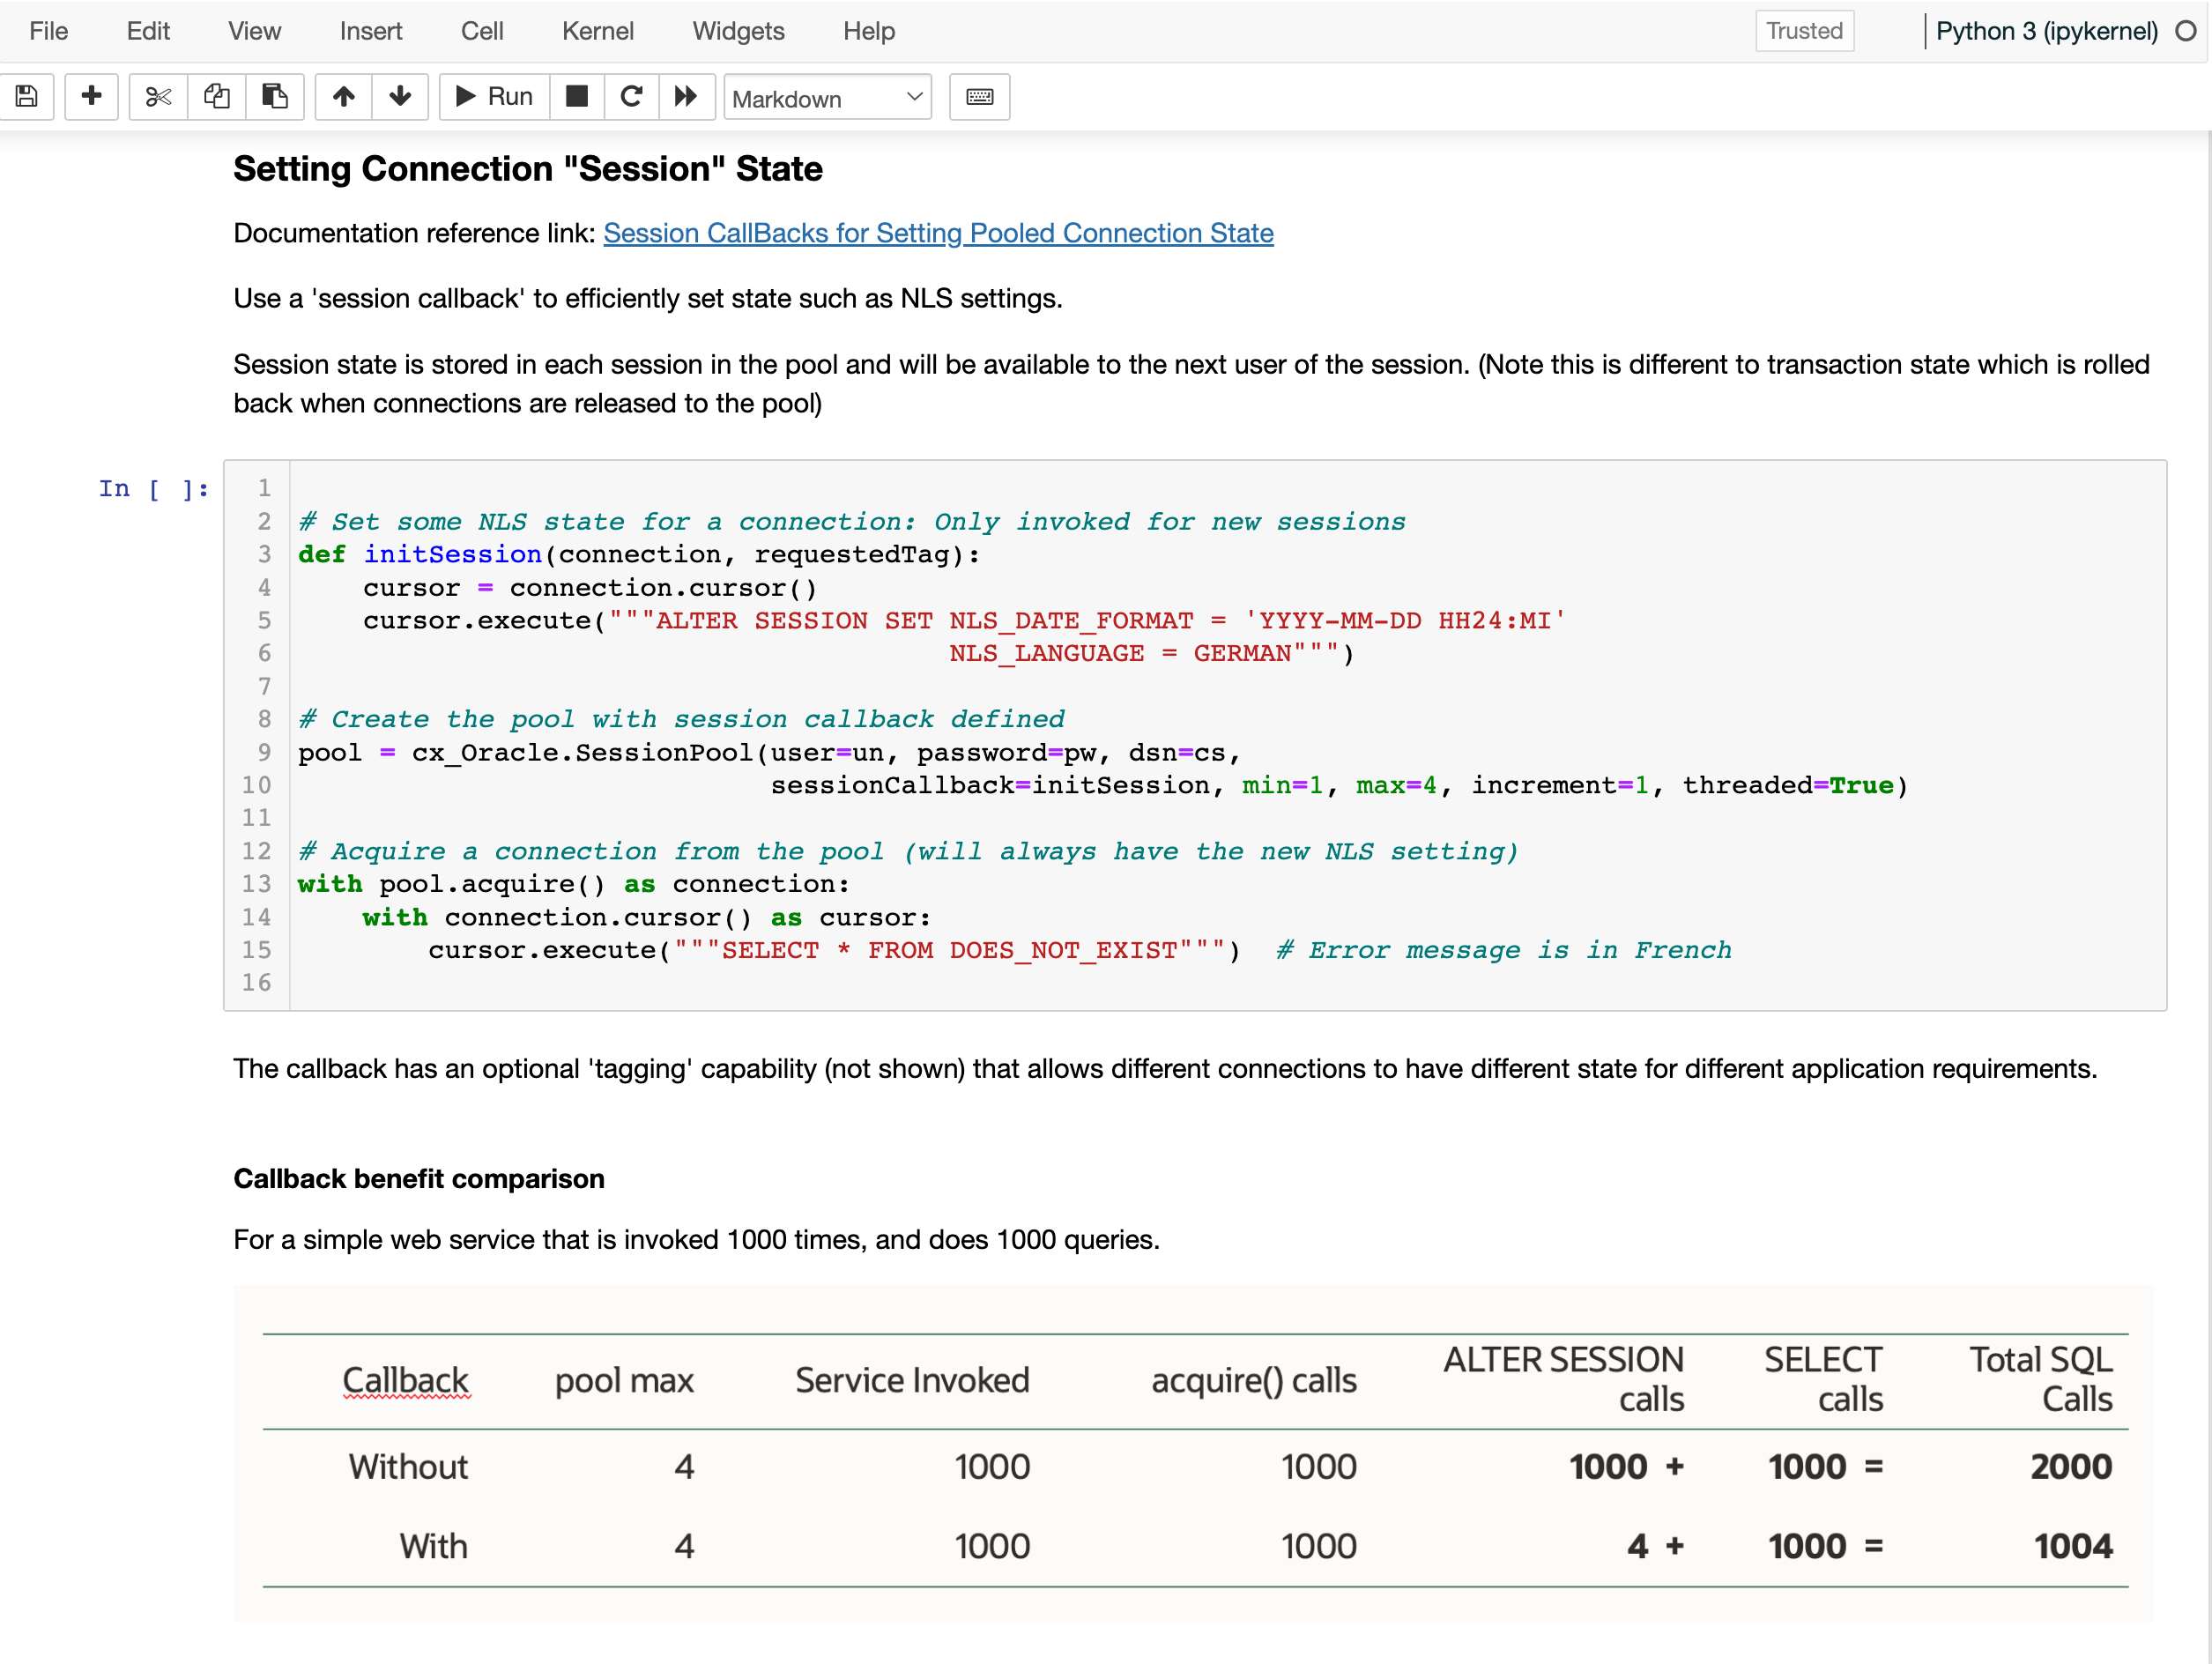 File Edit View Insert Cell Kernel Widgets Help Trusted Python 3 (ipykernel)
Run Markdown
Setting Connection "Session" State
Documentation reference link: Session CallBacks for Setting Pooled Connection State
Use a 'session callback' to efficiently set state such as NLS settings.
Session state is stored in each session in the pool and will be available to the next user of the session. (Note this is different to transaction state which is rolled
back when connections are released to the pool)
In [ ]: 1
2 # Set some NLS state for a connection: Only invoked for new sessions
3 def initSession(connection, requestedTag):
4     cursor = connection.cursor()
5     cursor.execute("""ALTER SESSION SET NLS_DATE_FORMAT = 'YYYY-MM-DD HH24:MI'
6                                         NLS_LANGUAGE = GERMAN""")
7
8 # Create the pool with session callback defined
9 pool = cx_Oracle.SessionPool(user=un, password=pw, dsn=cs,
10                              sessionCallback=initSession, min=1, max=4, increment=1, threaded=True)
11
12 # Acquire a connection from the pool (will always have the new NLS setting)
13 with pool.acquire() as connection:
14     with connection.cursor() as cursor:
15         cursor.execute("""SELECT * FROM DOES_NOT_EXIST""")  # Error message is in French
16
The callback has an optional 'tagging' capability (not shown) that allows different connections to have different state for different application requirements.
Callback benefit comparison
For a simple web service that is invoked 1000 times, and does 1000 queries.
Callback pool max Service Invoked acquire() calls ALTER SESSION calls SELECT calls Total SQL Calls
Without 4 1000 1000 1000 + 1000 = 2000
With 4 1000 1000 4 + 1000 = 1004